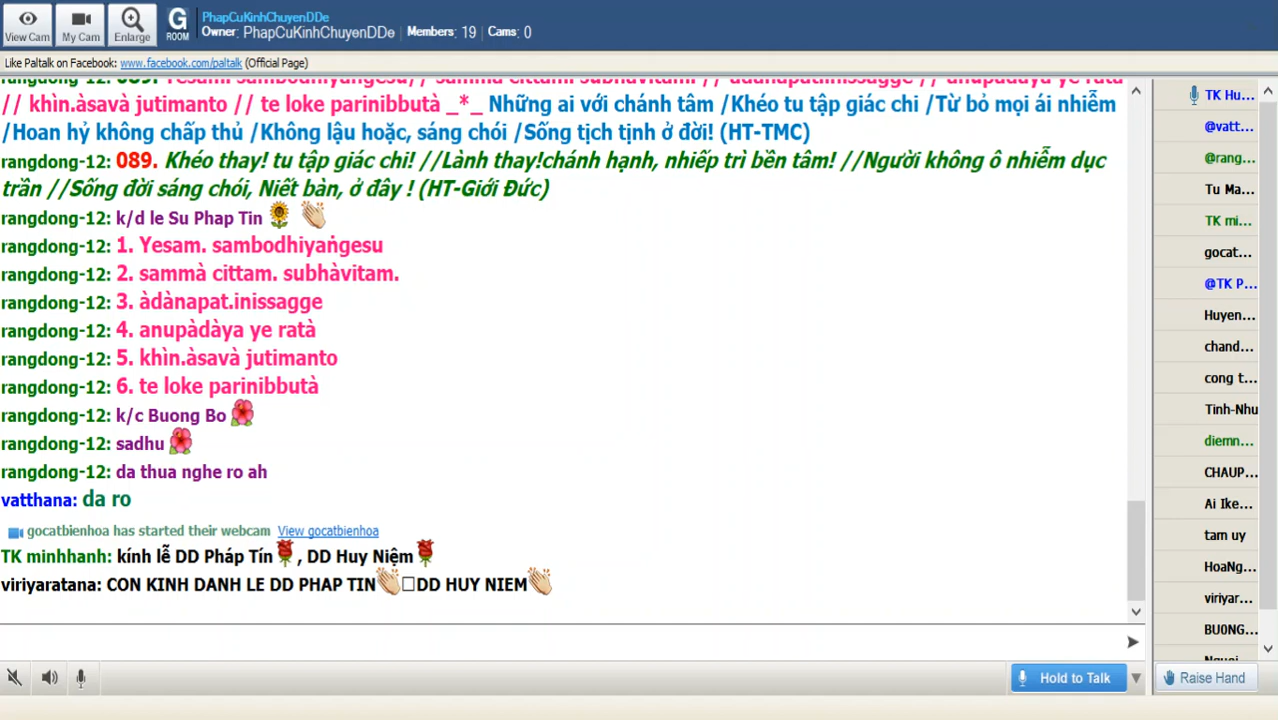 View Cam
My Cam
Enlarge
G
ROOM
PhapCuKinhChuyenDDe
Owner: PhapCuKinhChuyenDDe Members: 19 Cams: 0
Like Paltalk on Facebook: www.facebook.com/paltalk (Official Page)
// khìn.àsavà jutimanto // te loke parinibbutà _*_ Những ai với chánh tâm /Khéo tu tập giác chi /Từ bỏ mọi ái nhiễm
/Hoan hỷ không chấp thủ /Không lậu hoặc, sáng chói /Sống tịch tịnh ở đời! (HT-TMC)
rangdong-12: 089. Khéo thay! tu tập giác chi! //Lành thay!chánh hạnh, nhiếp trì bền tâm! //Người không ô nhiễm dục
trần //Sống đời sáng chói, Niết bàn, ở đây ! (HT-Giới Đức)
rangdong-12: k/d le Su Phap Tin
rangdong-12: 1. Yesam. sambodhiyaṅgesu
rangdong-12: 2. sammà cittam. subhàvitam.
rangdong-12: 3. àdànapat.inissagge
rangdong-12: 4. anupàdàya ye ratà
rangdong-12: 5. khìn.àsavà jutimanto
rangdong-12: 6. te loke parinibbutà
rangdong-12: k/c Buong Bo
rangdong-12: sadhu
rangdong-12: da thua nghe ro ah
vatthana: da ro
gocatbienhoa has started their webcam View gocatbienhoa
TK minhhanh: kính lễ DD Pháp Tín , DD Huy Niệm
viriyaratana: CON KINH DANH LE DD PHAP TIN DD HUY NIEM
TK Hu...
@vatt...
@rang...
Tu Ma...
TK mi...
gocat...
@TK P...
Huyen...
chand...
cong t...
Tinh-Nhu
diemn...
CHAUP...
Ai Ike...
tam uy
HoaNg...
viriyar...
BU0NG...
Hold to Talk
Raise Hand